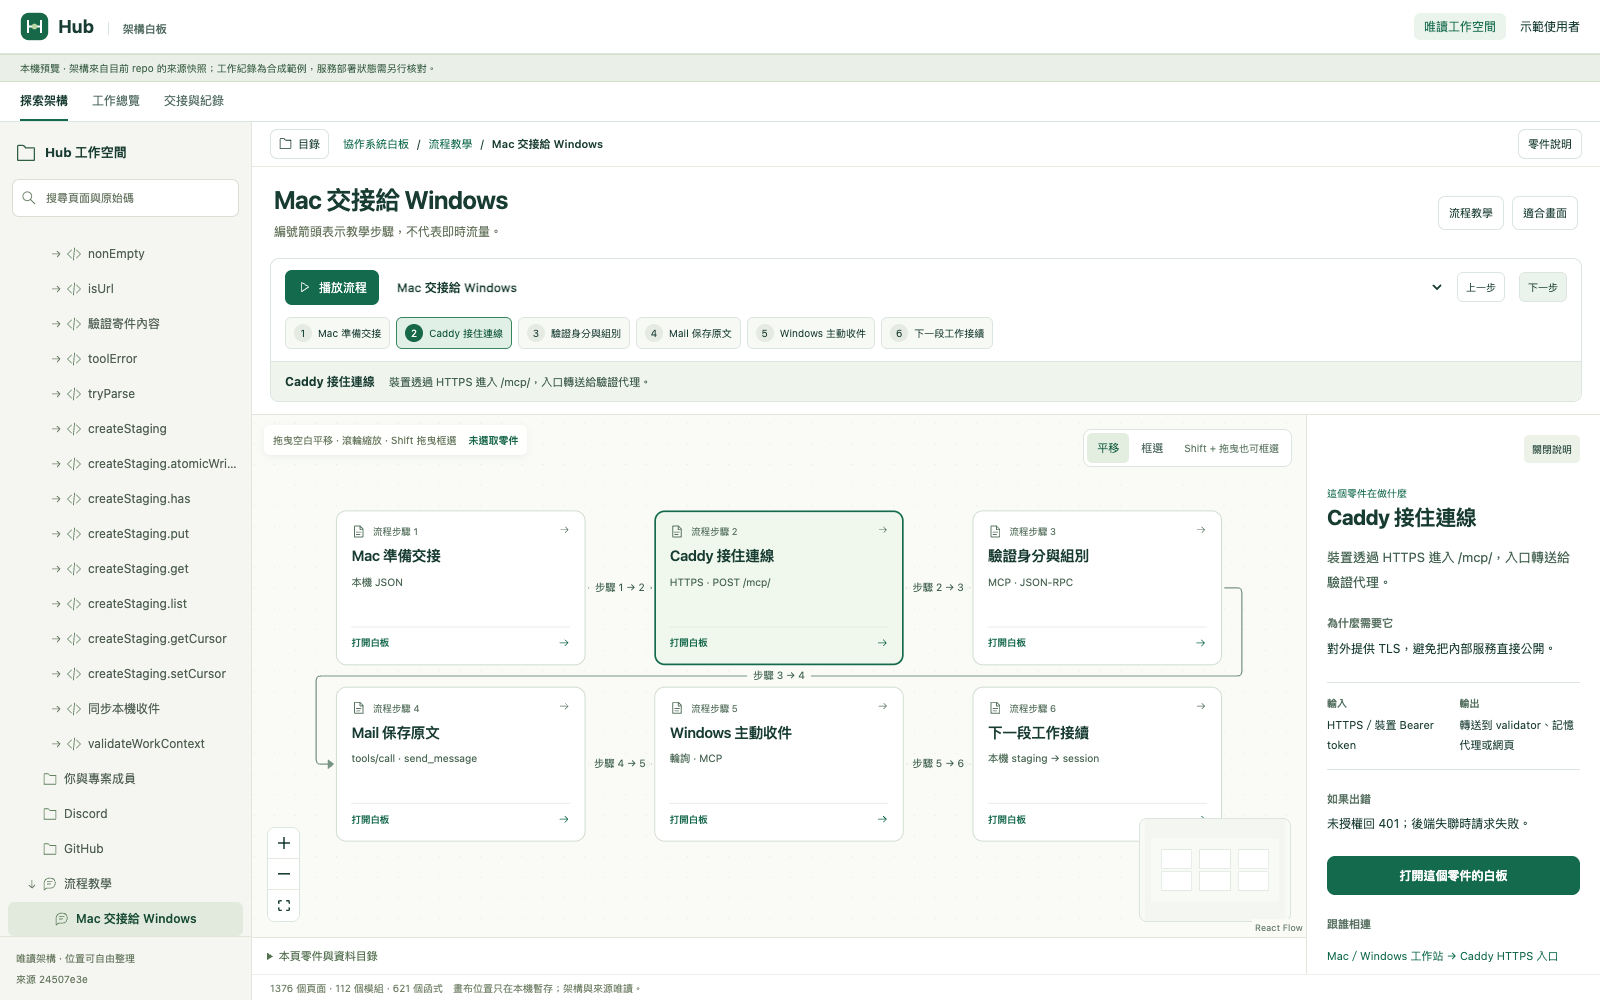 Hub
架構白板
唯讀工作空間
示範使用者
本機預覽 · 架構來自目前 repo 的來源快照；工作紀錄為合成範例，服務部署狀態需另行核對。
探索架構
工作總覽
交接與紀錄
Hub 工作空間
搜尋頁面與原始碼
nonEmpty
isUrl
驗證寄件內容
toolError
tryParse
createStaging
createStaging.atomicWri...
createStaging.has
createStaging.put
createStaging.get
createStaging.list
createStaging.getCursor
createStaging.setCursor
同步本機收件
validateWorkContext
你與專案成員
Discord
GitHub
流程教學
Mac 交接給 Windows
唯讀架構 · 位置可自由整理
來源 24507e3e
目錄
協作系統白板 / 流程教學 / Mac 交接給 Windows
零件說明
Mac 交接給 Windows
編號箭頭表示教學步驟，不代表即時流量。
流程教學
適合畫面
播放流程
Mac 交接給 Windows
上一步
下一步
1 Mac 準備交接
2 Caddy 接住連線
3 驗證身分與組別
4 Mail 保存原文
5 Windows 主動收件
6 下一段工作接續
Caddy 接住連線 裝置透過 HTTPS 進入 /mcp/，入口轉送給驗證代理。
拖曳空白平移 · 滾輪縮放 · Shift 拖曳框選 未選取零件
平移
框選
Shift + 拖曳也可框選
流程步驟 1
Mac 準備交接
本機 JSON
打開白板
步驟 1 → 2
流程步驟 2
Caddy 接住連線
HTTPS · POST /mcp/
打開白板
步驟 2 → 3
流程步驟 3
驗證身分與組別
MCP · JSON-RPC
打開白板
步驟 3 → 4
流程步驟 4
Mail 保存原文
tools/call · send_message
打開白板
步驟 4 → 5
流程步驟 5
Windows 主動收件
輪詢 · MCP
打開白板
步驟 5 → 6
流程步驟 6
下一段工作接續
本機 staging → session
打開白板
React Flow
本頁零件與資料目錄
1376 個頁面 · 112 個模組 · 621 個函式 畫布位置只在本機暫存；架構與來源唯讀。
關閉說明
這個零件在做什麼
Caddy 接住連線
裝置透過 HTTPS 進入 /mcp/，入口轉送給
驗證代理。
為什麼需要它
對外提供 TLS，避免把內部服務直接公開。
輸入
HTTPS / 裝置 Bearer
token
輸出
轉送到 validator、記憶
代理或網頁
如果出錯
未授權回 401；後端失聯時請求失敗。
打開這個零件的白板
跟誰相連
Mac / Windows 工作站 → Caddy HTTPS 入口